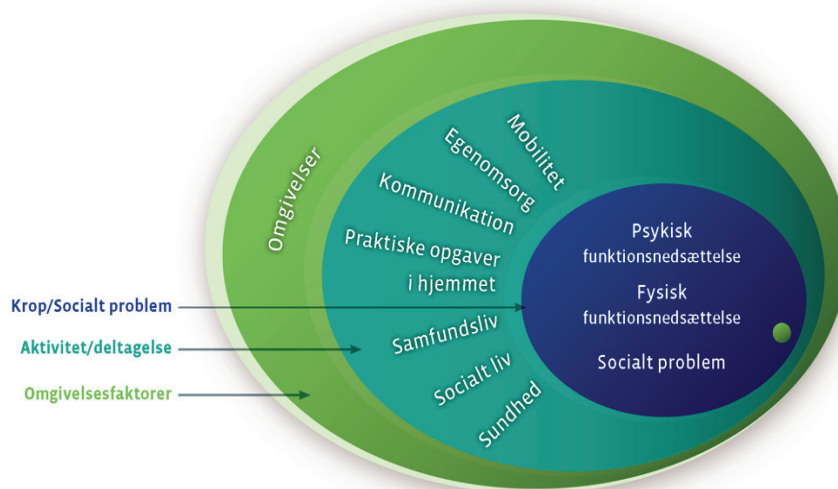 Omgivelser
Mobilitet
Egenomsorg
Kommunikation
Praktiske opgaver
i hjemmet
Samfundsliv
Socialt liv
Sundhed
Psykisk
funktionsnedsættelse
Fysisk
funktionsnedsættelse
Socialt problem
Krop/Socialt problem
Aktivitet/deltagelse
Omgivelsesfaktorer